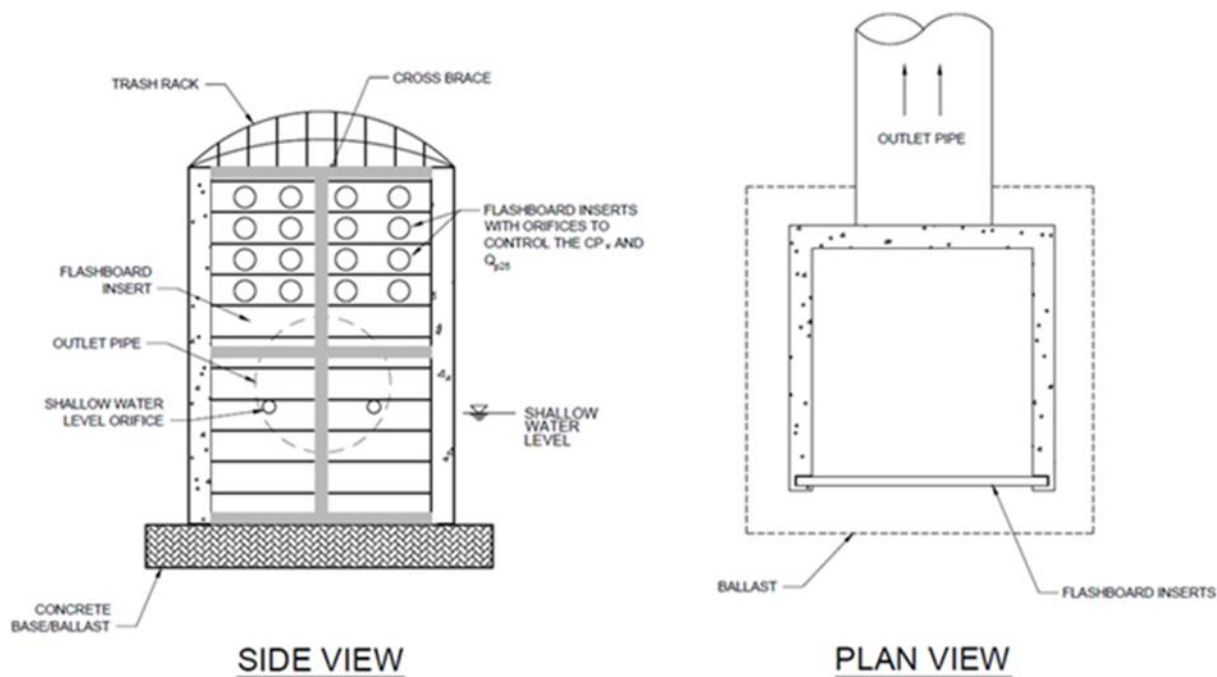 TRASH RACK
CROSS BRACE
FLASHBOARD INSERTS
WITH ORIFICES TO
CONTROL THE CPv AND
Qp25
FLASHBOARD
INSERT
OUTLET PIPE
SHALLOW WATER
LEVEL ORIFICE
SHALLOW
WATER
LEVEL
CONCRETE
BASE/BALLAST
SIDE VIEW
OUTLET PIPE
BALLAST
FLASHBOARD INSERTS
PLAN VIEW